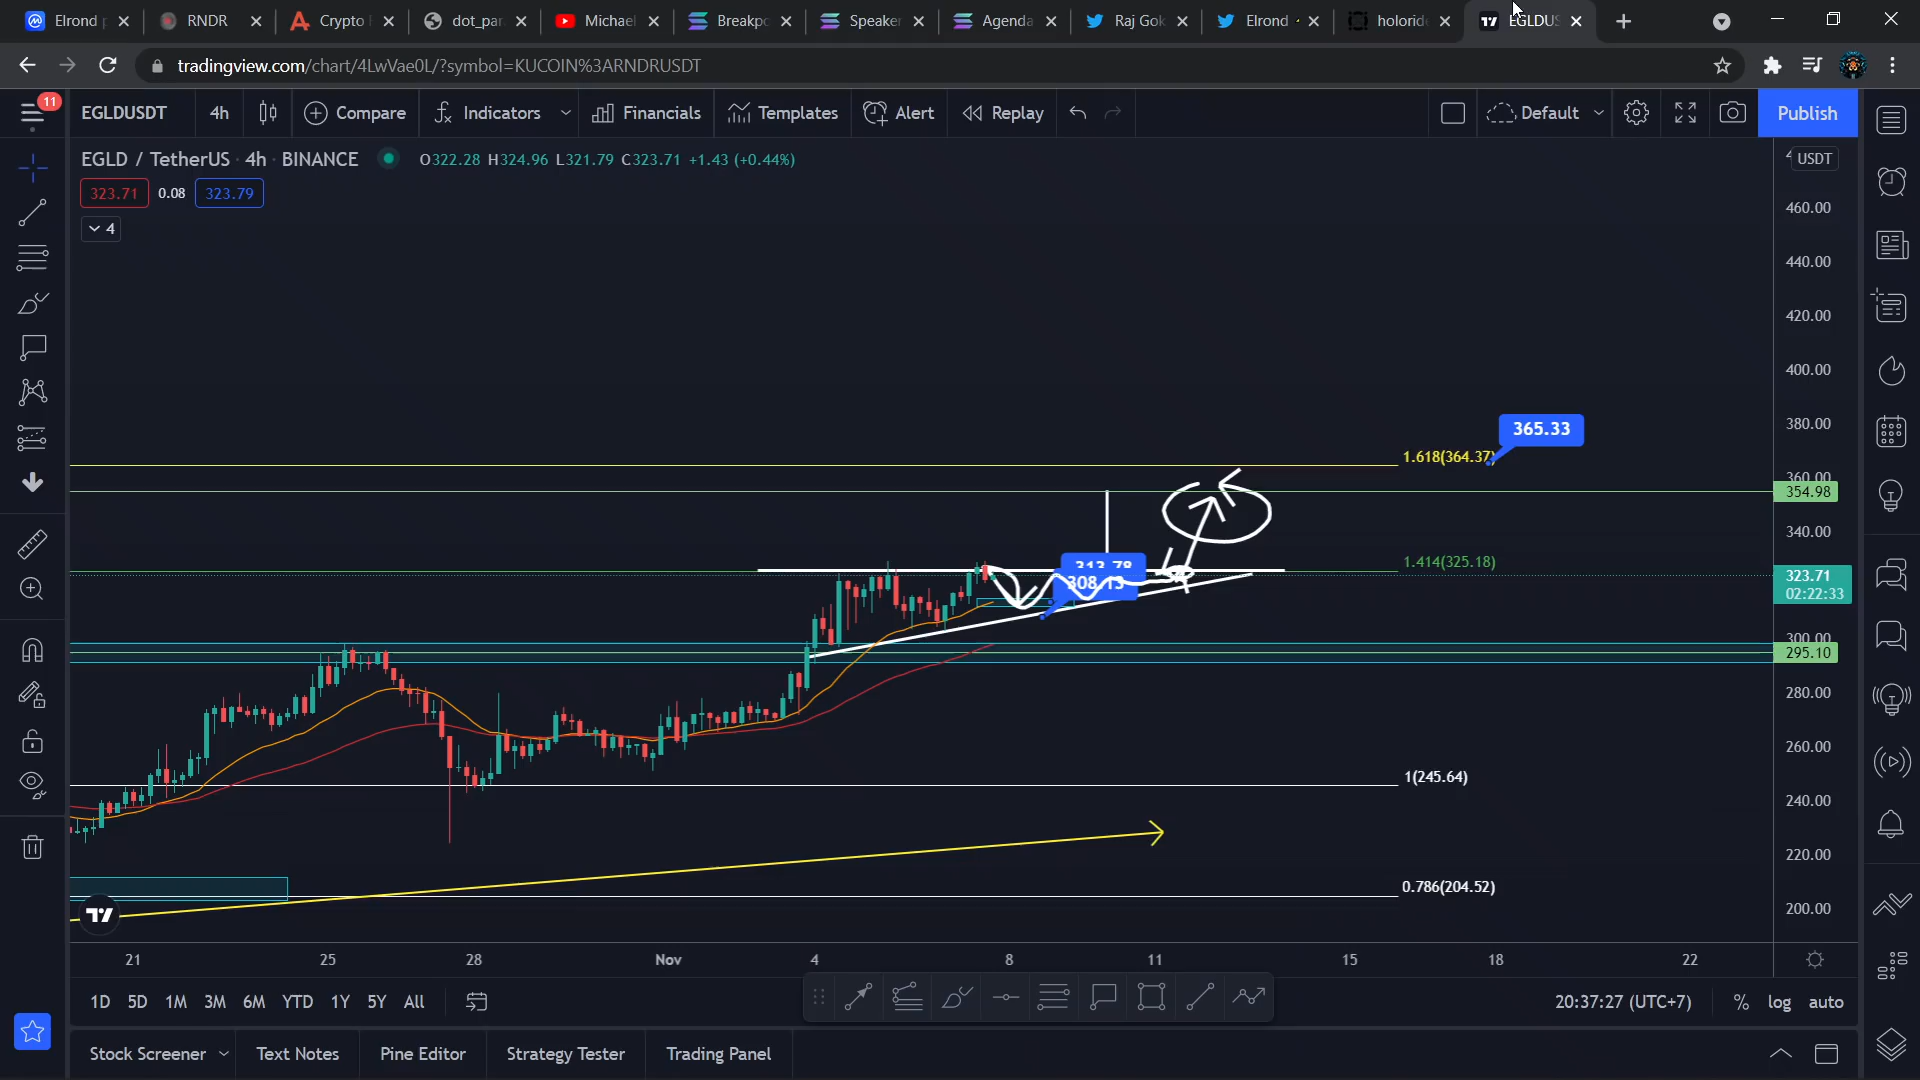 Elrond p
RNDR
Crypto
dot_par
Michael
Breakpo
Speaker
Agenda
Raj Gok
Elrond
holoride
EGLDUS
tradingview.com/chart/4LwVae0L/?symbol=KUCOIN%3ARNDRUSDT
11
EGLDUSDT 4h Compare Indicators Financials Templates Alert Replay Default Publish
EGLD / TetherUS · 4h · BINANCE O322.28 H324.96 L321.79 C323.71 +1.43 (+0.44%)
USDT
323.71 0.08 323.79
4
460.00
440.00
420.00
400.00
380.00
365.33
1.618(364.37)
360.00
354.98
340.00
1.414(325.18)
313.78
308.13
323.71
02:22:33
300.00
295.10
280.00
260.00
1(245.64)
240.00
220.00
0.786(204.52)
200.00
21 25 28 Nov 4 8 11 15 18 22
1D 5D 1M 3M 6M YTD 1Y 5Y All
20:37:27 (UTC+7) % log auto
Stock Screener Text Notes Pine Editor Strategy Tester Trading Panel